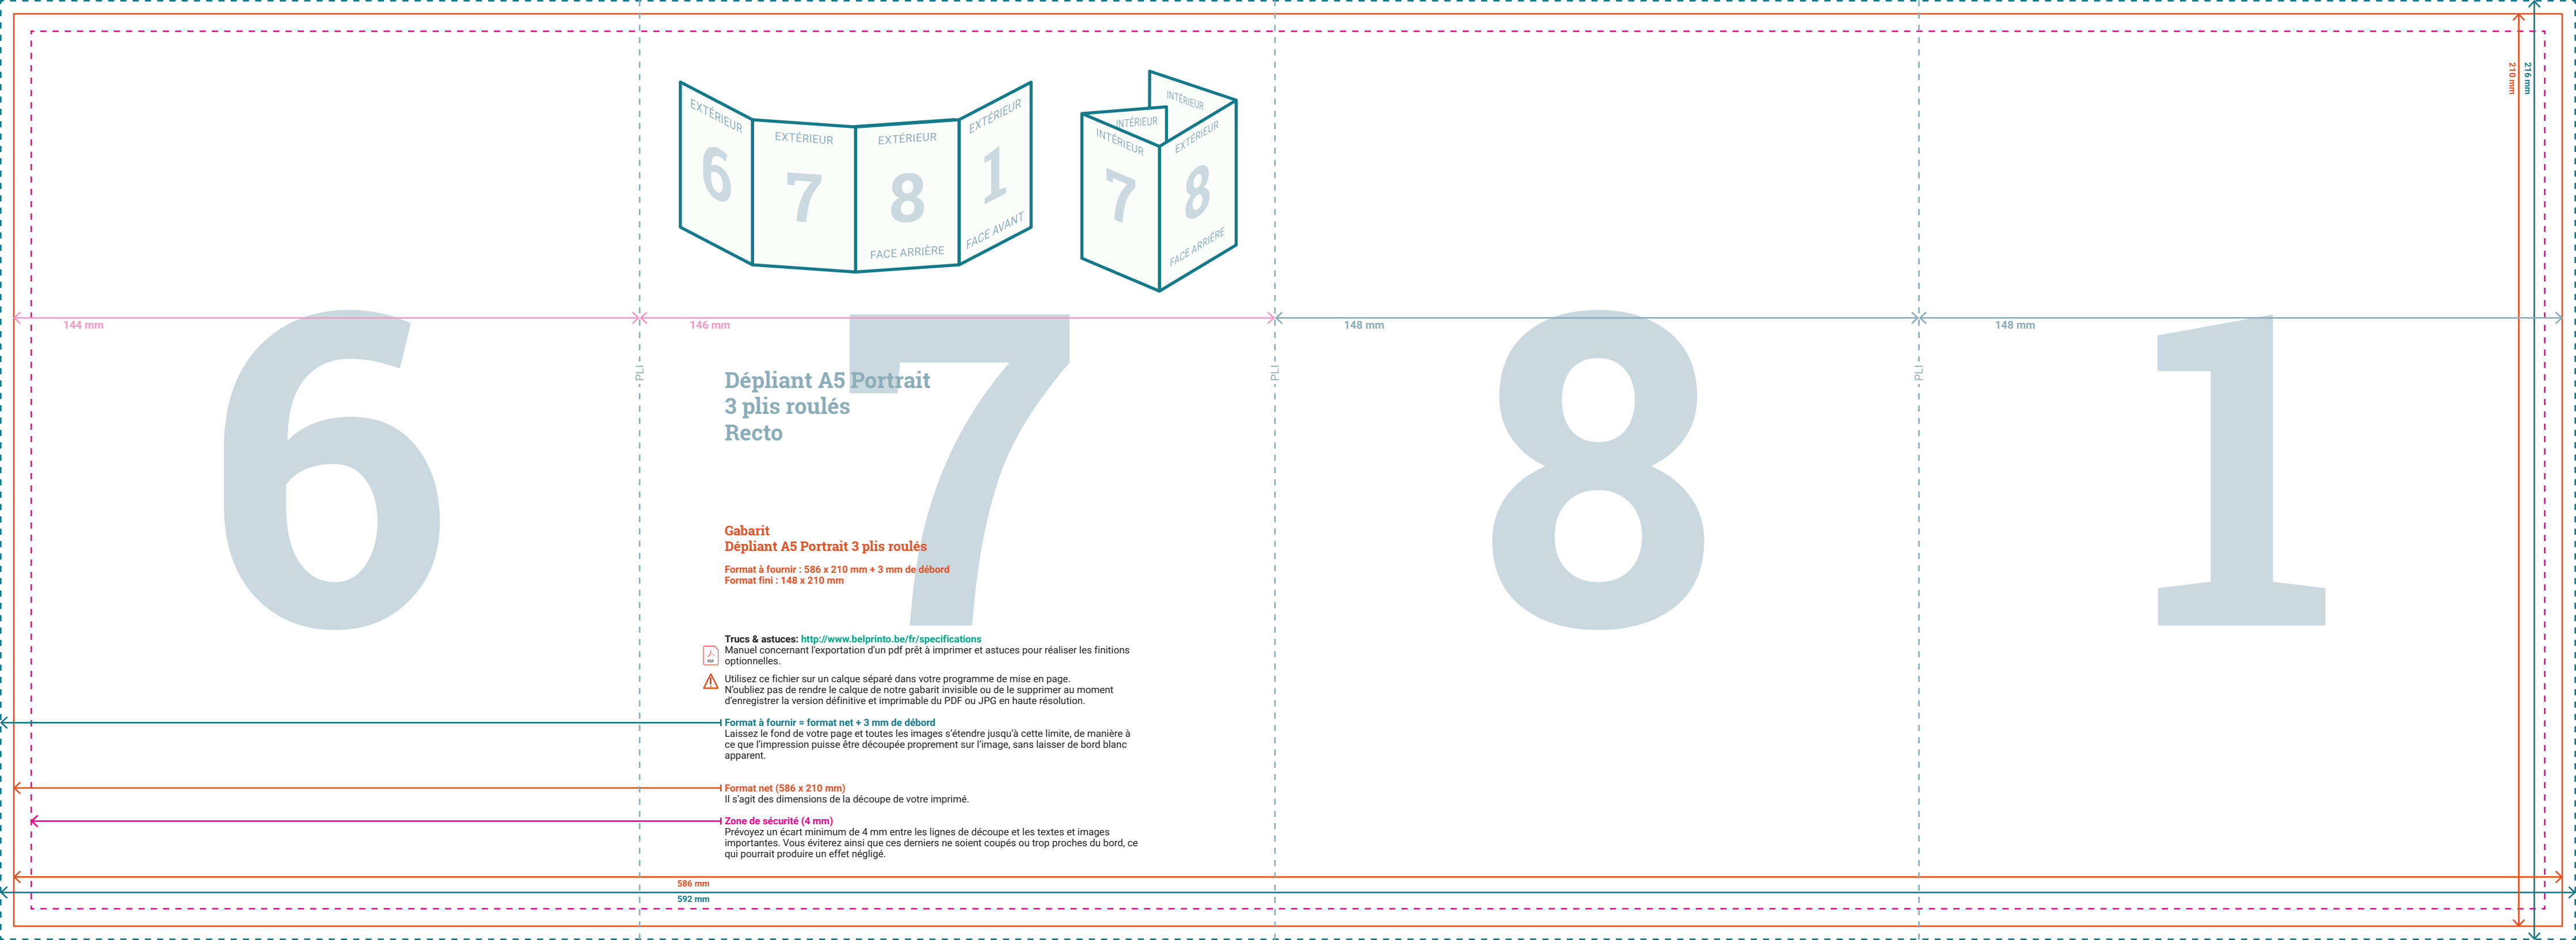 216 mm
210 mm
EXTÉRIEUR
6
EXTÉRIEUR
7
EXTÉRIEUR
8
FACE ARRIÈRE
EXTÉRIEUR
1
FACE AVANT
INTÉRIEUR
INTÉRIEUR
INTÉRIEUR
7
EXTÉRIEUR
8
FACE ARRIÈRE
144 mm
146 mm
148 mm
148 mm
6
7
8
1
PLI
PLI
PLI
Dépliant A5 Portrait
3 plis roulés
Recto
Gabarit
Dépliant A5 Portrait 3 plis roulés
Format à fournir : 586 x 210 mm + 3 mm de débord
Format fini : 148 x 210 mm
Trucs & astuces: http://www.belprinto.be/fr/specifications
Manuel concernant l'exportation d'un pdf prêt à imprimer et astuces pour réaliser les finitions
optionnelles.
PDF
Utilisez ce fichier sur un calque séparé dans votre programme de mise en page.
N'oubliez pas de rendre le calque de notre gabarit invisible ou de le supprimer au moment
d'enregistrer la version définitive et imprimable du PDF ou JPG en haute résolution.
Format à fournir = format net + 3 mm de débord
Laissez le fond de votre page et toutes les images s'étendre jusqu'à cette limite, de manière à
ce que l'impression puisse être découpée proprement sur l'image, sans laisser de bord blanc
apparent.
Format net (586 x 210 mm)
Il s'agit des dimensions de la découpe de votre imprimé.
Zone de sécurité (4 mm)
Prévoyez un écart minimum de 4 mm entre les lignes de découpe et les textes et images
importantes. Vous éviterez ainsi que ces derniers ne soient coupés ou trop proches du bord, ce
qui pourrait produire un effet négligé.
586 mm
592 mm